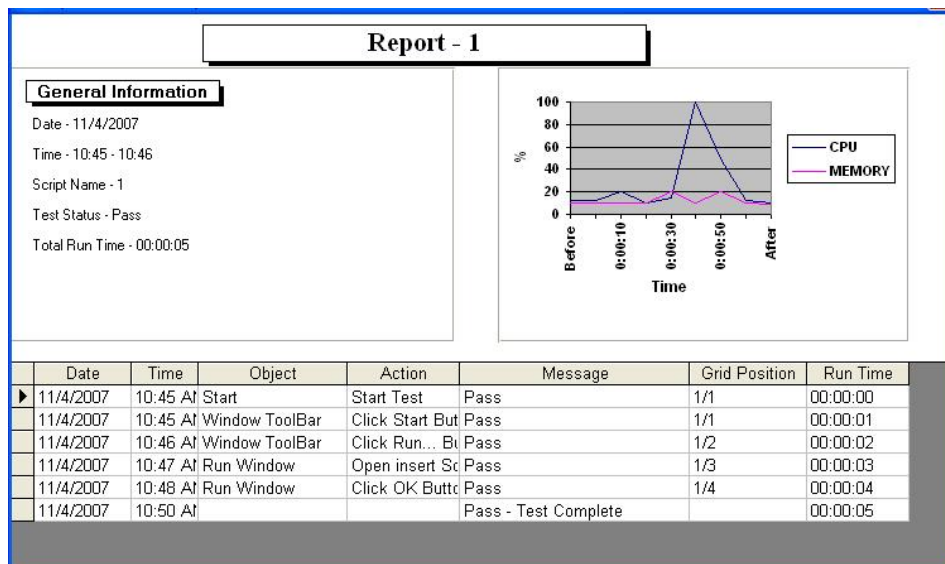 Report - 1
General Information
Date - 11/4/2007
Time - 10:45 - 10:46
Script Name - 1
Test Status - Pass
Total Run Time - 00:00:05
100
80
60
40
20
0
%
Before
0:00:10
0:00:30
0:00:50
After
Time
CPU
MEMORY
Date Time Object Action Message Grid Position Run Time
11/4/2007 10:45 Al Start Start Test Pass 1/1 00:00:00
11/4/2007 10:45 Al Window ToolBar Click Start But Pass 1/1 00:00:01
11/4/2007 10:46 Al Window ToolBar Click Run... Bu Pass 1/2 00:00:02
11/4/2007 10:47 Al Run Window Open insert Sc Pass 1/3 00:00:03
11/4/2007 10:48 Al Run Window Click OK Butto Pass 1/4 00:00:04
11/4/2007 10:50 Al Pass - Test Complete 00:00:05